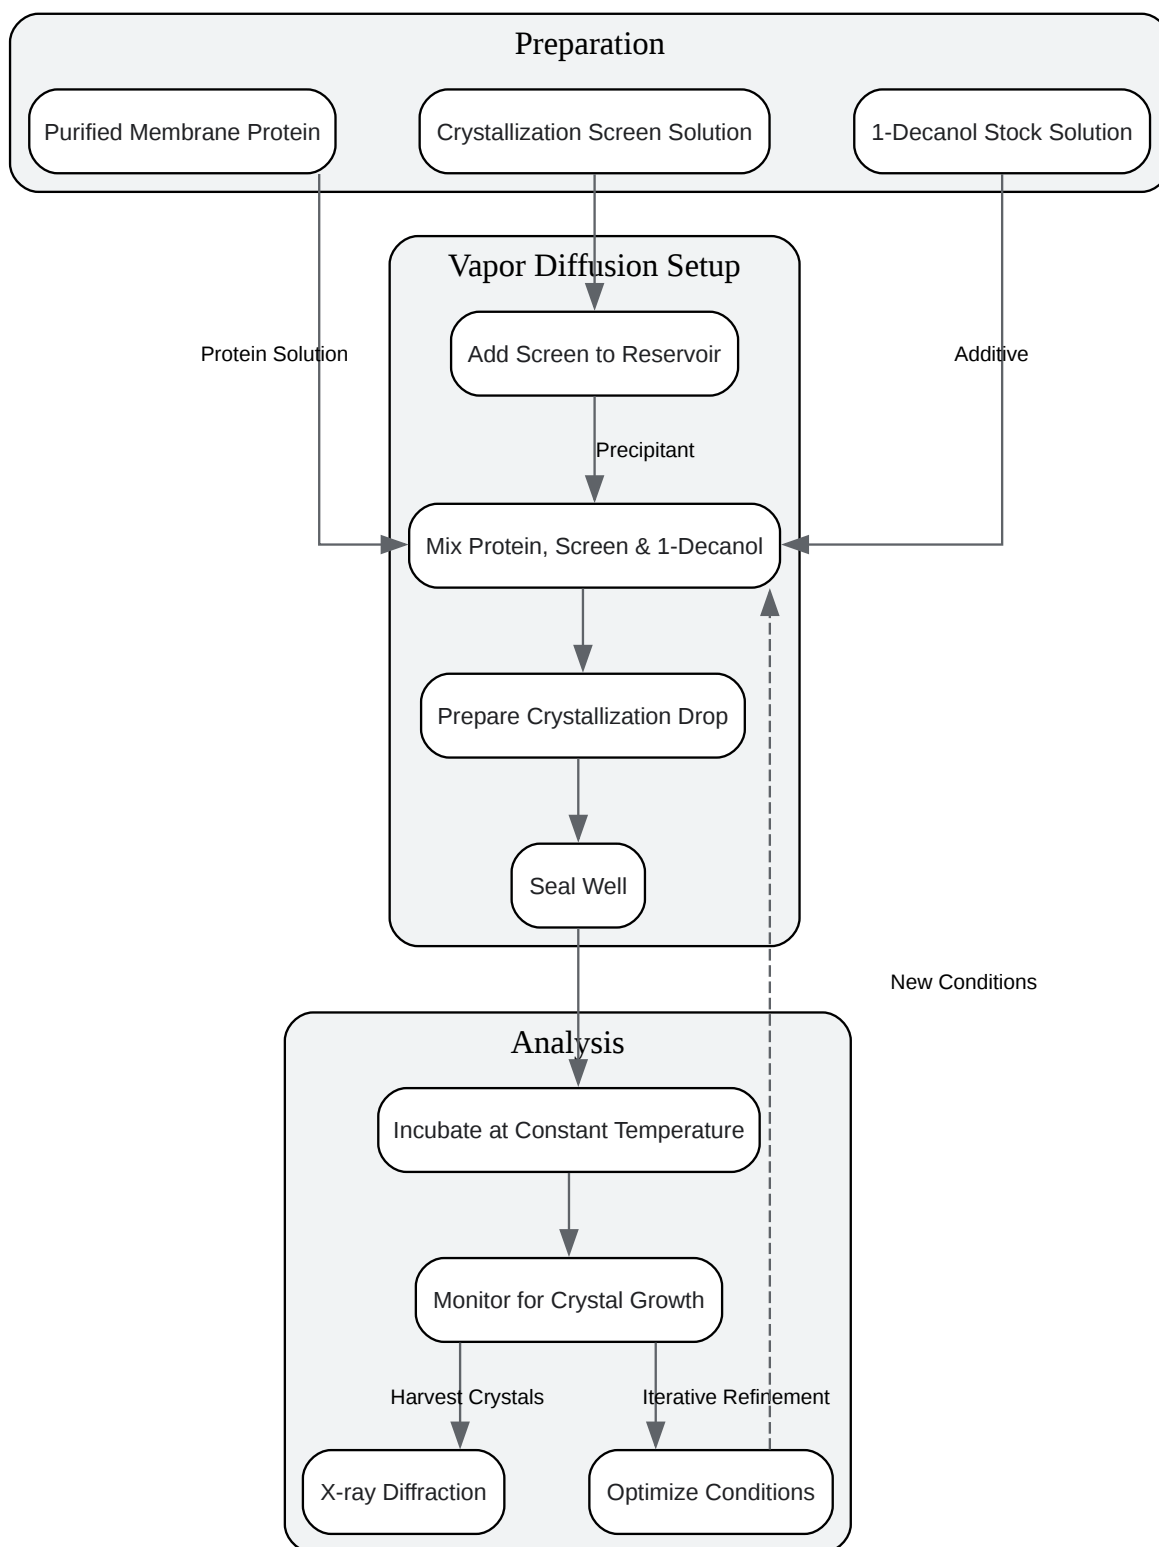 Preparation
Purified Membrane Protein
Crystallization Screen Solution
1-Decanol Stock Solution
Vapor Diffusion Setup
Add Screen to Reservoir
Protein Solution
Additive
Precipitant
Mix Protein, Screen & 1-Decanol
Prepare Crystallization Drop
Seal Well
New Conditions
Analysis
Incubate at Constant Temperature
Monitor for Crystal Growth
Harvest Crystals
Iterative Refinement
X-ray Diffraction
Optimize Conditions